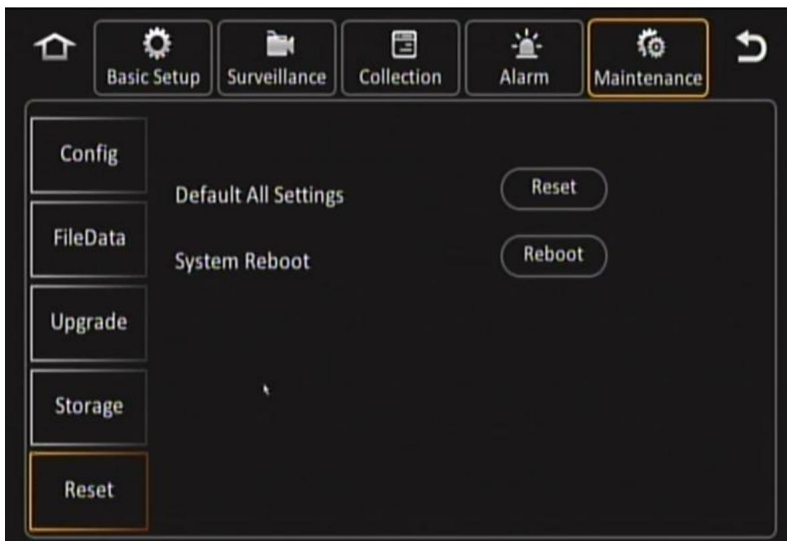 Basic Setup
Surveillance
Collection
Alarm
Maintenance
Config
Default All Settings
Reset
FileData
System Reboot
Reboot
Upgrade
Storage
Reset